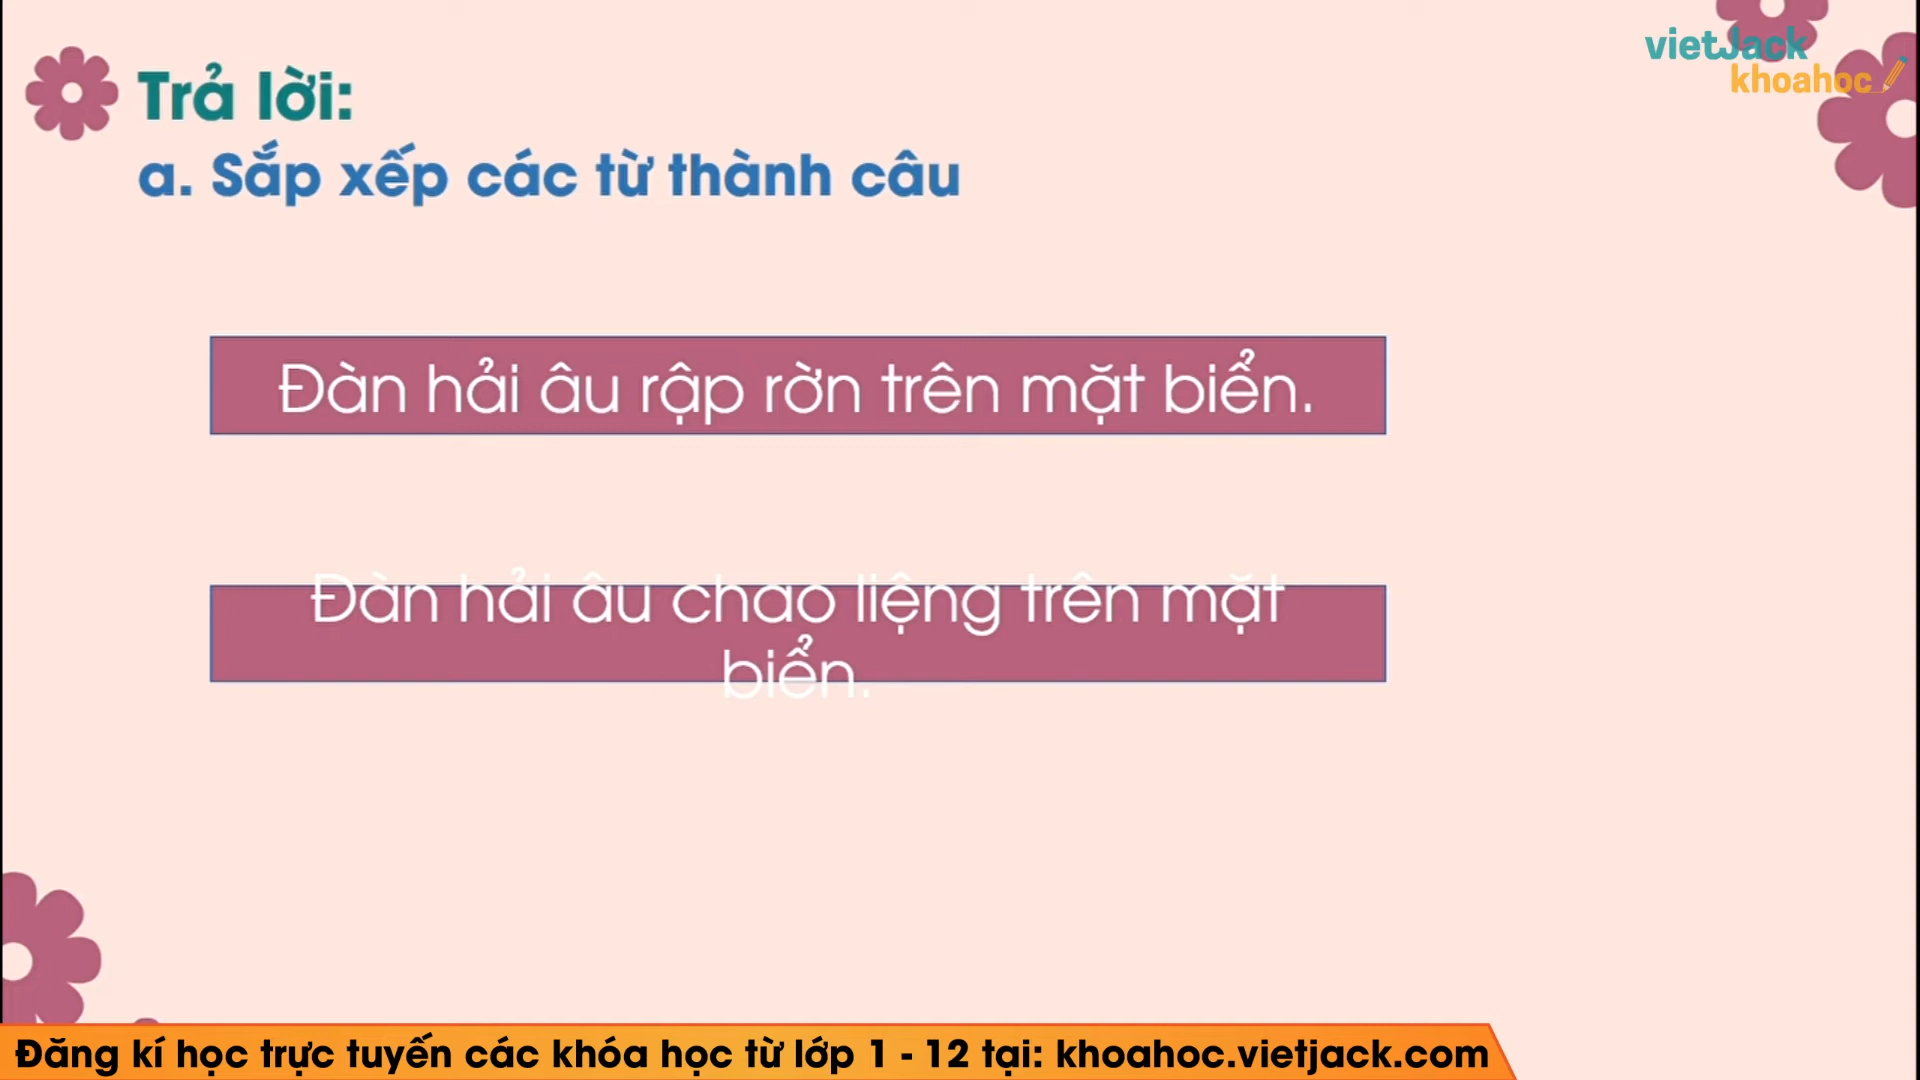 vietJack
khoahoc
Trả lời:
a. Sắp xếp các từ thành câu
Đàn hải âu rập rờn trên mặt biển.
Đàn hải âu chao liệng trên mặt
biển.
Đăng kí học trực tuyến các khóa học từ lớp 1 - 12 tại: khoahoc.vietjack.com